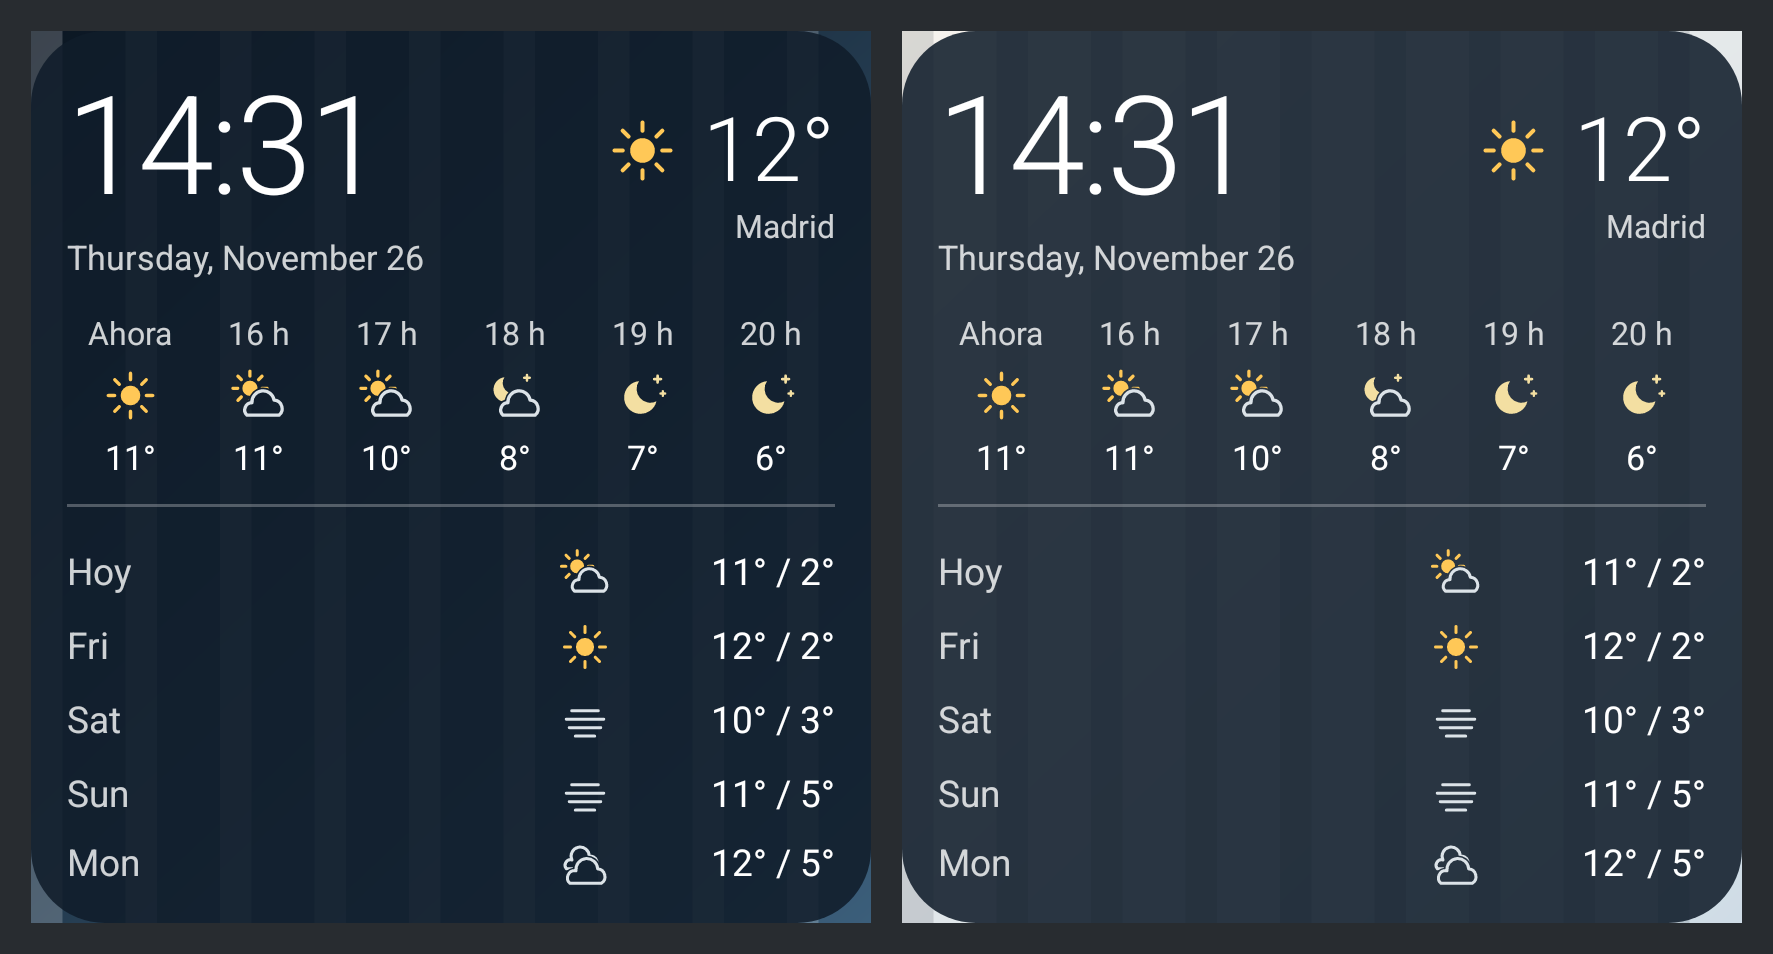 14:31
12°
Madrid
Thursday, November 26
Ahora 16 h 17 h 18 h 19 h 20 h
11° 11° 10° 8° 7° 6°
Hoy 11° / 2°
Fri 12° / 2°
Sat 10° / 3°
Sun 11° / 5°
Mon 12° / 5°
14:31
12°
Madrid
Thursday, November 26
Ahora 16 h 17 h 18 h 19 h 20 h
11° 11° 10° 8° 7° 6°
Hoy 11° / 2°
Fri 12° / 2°
Sat 10° / 3°
Sun 11° / 5°
Mon 12° / 5°